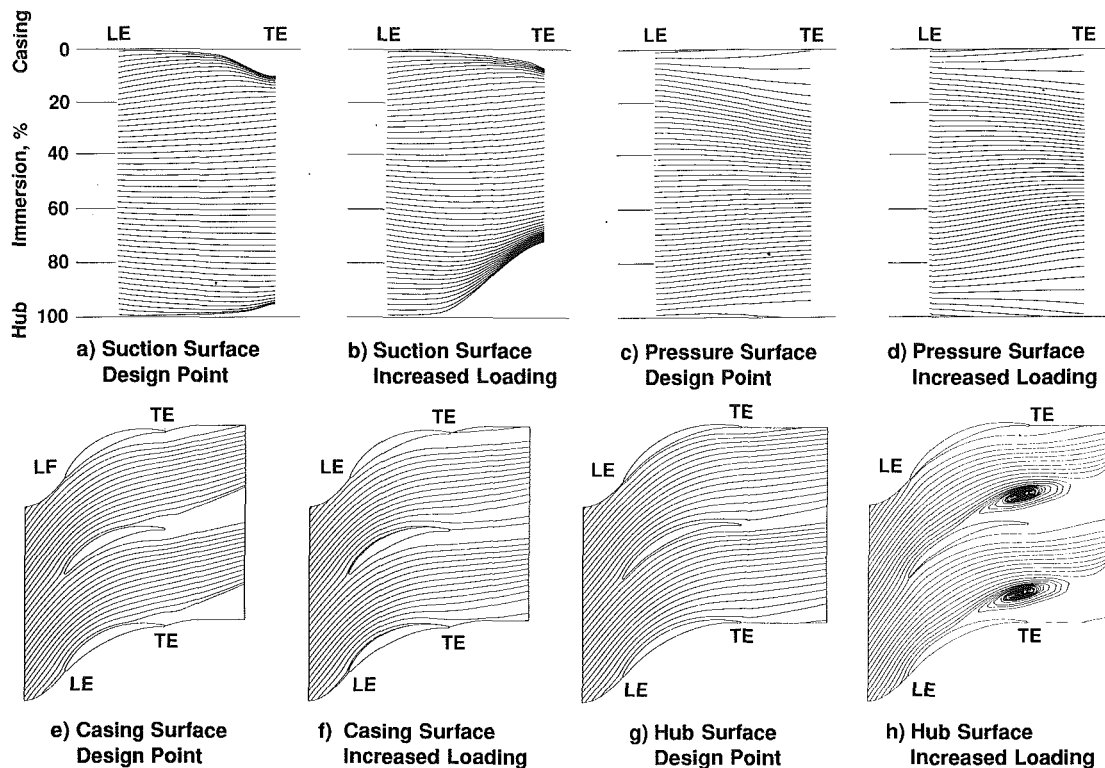 LE
TE
LE
TE
LE
TE
LE
TE
Casing
0
20
40
60
80
100
Immersion, %
Hub
a) Suction Surface
Design Point
b) Suction Surface
Increased Loading
c) Pressure Surface
Design Point
d) Pressure Surface
Increased Loading
TE
LF
TE
LE
e) Casing Surface
Design Point
TE
LE
TE
LE
f) Casing Surface
Increased Loading
TE
LE
TE
LE
g) Hub Surface
Design Point
TE
LE
TE
LE
h) Hub Surface
Increased Loading